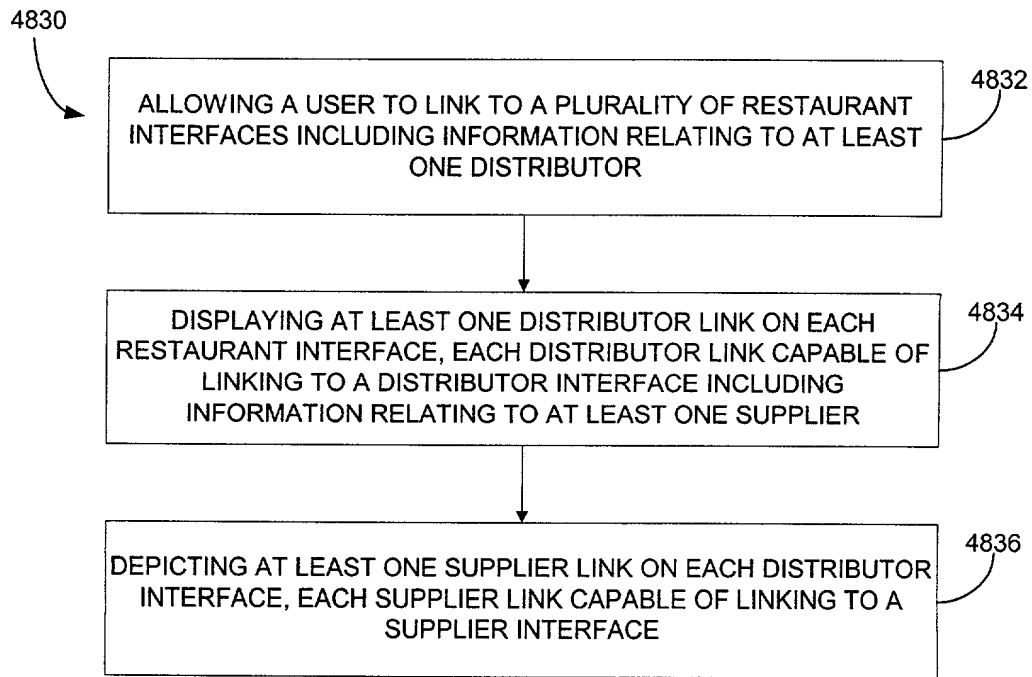 4830
4832
ALLOWING A USER TO LINK TO A PLURALITY OF RESTAURANT
INTERFACES INCLUDING INFORMATION RELATING TO AT LEAST
ONE DISTRIBUTOR
4834
DISPLAYING AT LEAST ONE DISTRIBUTOR LINK ON EACH
RESTAURANT INTERFACE, EACH DISTRIBUTOR LINK CAPABLE OF
LINKING TO A DISTRIBUTOR INTERFACE INCLUDING
INFORMATION RELATING TO AT LEAST ONE SUPPLIER
4836
DEPICTING AT LEAST ONE SUPPLIER LINK ON EACH DISTRIBUTOR
INTERFACE, EACH SUPPLIER LINK CAPABLE OF LINKING TO A
SUPPLIER INTERFACE